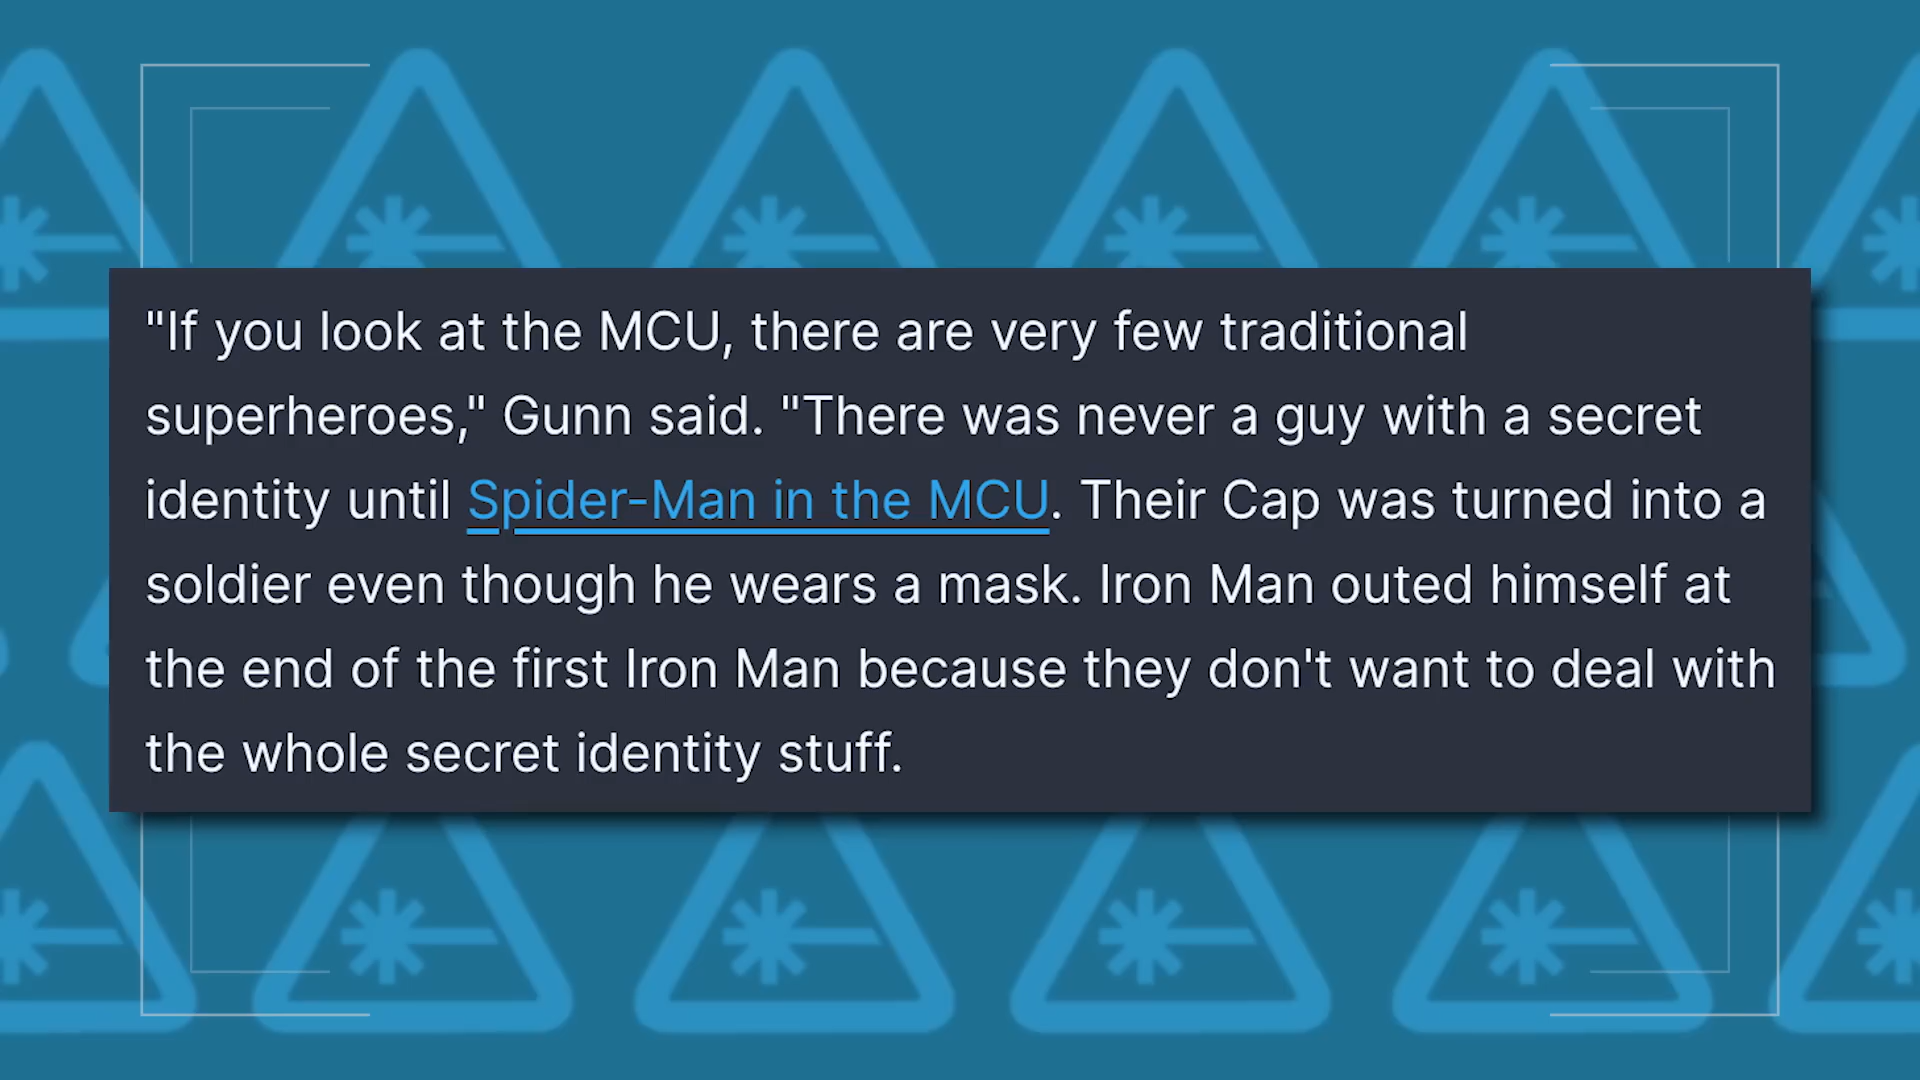 "If you look at the MCU, there are very few traditional
superheroes," Gunn said. "There was never a guy with a secret
identity until Spider-Man in the MCU. Their Cap was turned into a
soldier even though he wears a mask. Iron Man outed himself at
the end of the first Iron Man because they don't want to deal with
the whole secret identity stuff.